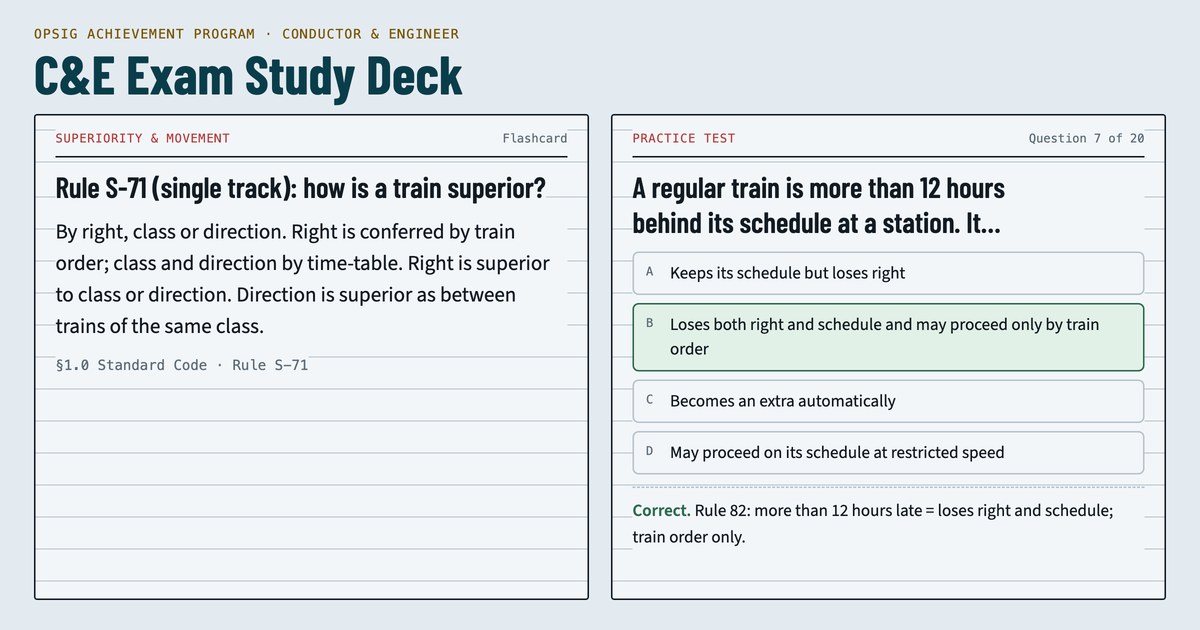 OPSIG ACHIEVEMENT PROGRAM · CONDUCTOR & ENGINEER
C&E Exam Study Deck
SUPERIORITY & MOVEMENT
Flashcard
Rule S-71 (single track): how is a train superior?
By right, class or direction. Right is conferred by train
order; class and direction by time-table. Right is superior
to class or direction. Direction is superior as between
trains of the same class.
§1.0 Standard Code · Rule S-71
PRACTICE TEST
Question 7 of 20
A regular train is more than 12 hours
behind its schedule at a station. It...
A Keeps its schedule but loses right
B Loses both right and schedule and may proceed only by train
order
C Becomes an extra automatically
D May proceed on its schedule at restricted speed
Correct. Rule 82: more than 12 hours late = loses right and schedule;
train order only.